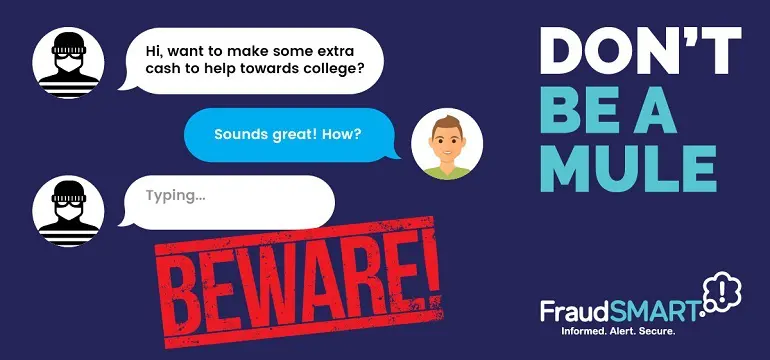 Hi, want to make some extra
cash to help towards college?
Sounds great! How?
Typing...
BEWARE!
DON'T
BE A
MULE
FraudSMART
Informed. Alert. Secure.